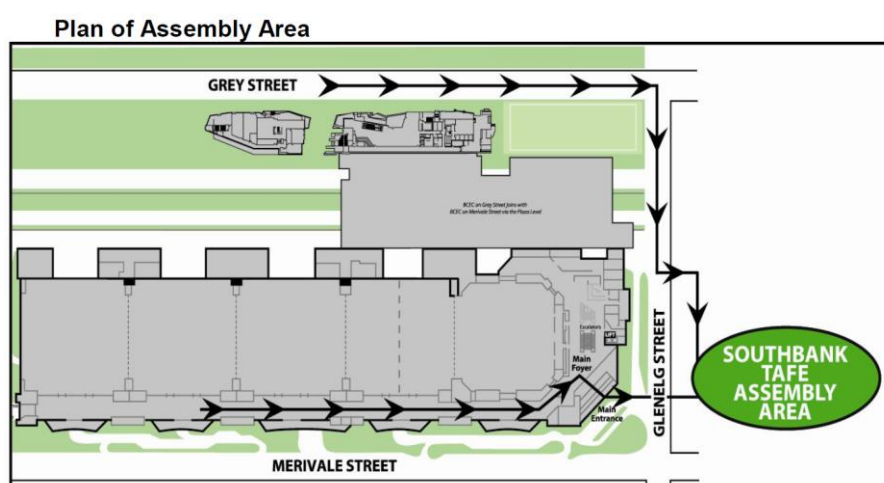 Plan of Assembly Area
GREY STREET
BCEC on Grey Street Joins with
BCEC on Merivale Street via the Plaza Level
Escalators
Main
Foyer
Main
Entrance
GLENELG STREET
SOUTHBANK
TAFE
ASSEMBLY
AREA
MERIVALE STREET